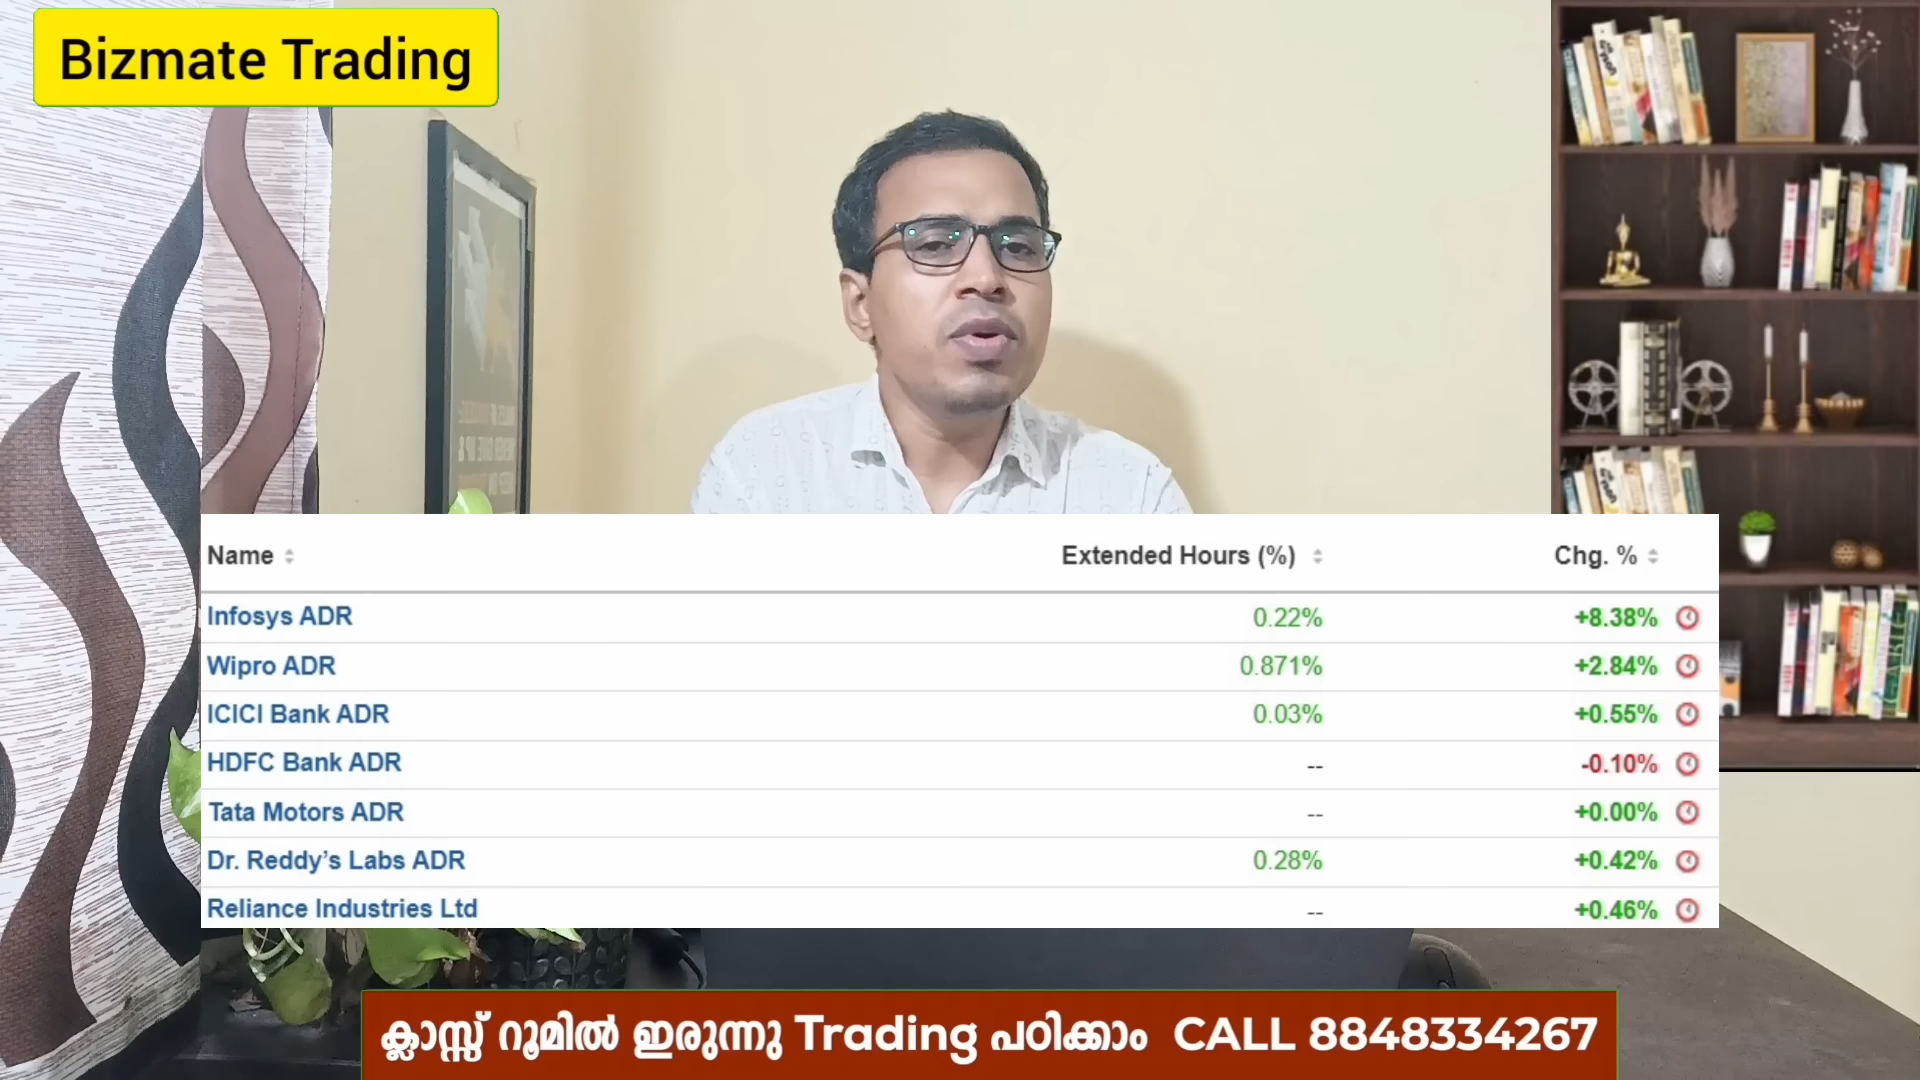 Bizmate Trading
Name Extended Hours (%) Chg. %
Infosys ADR 0.22% +8.38%
Wipro ADR 0.871% +2.84%
ICICI Bank ADR 0.03% +0.55%
HDFC Bank ADR -- -0.10%
Tata Motors ADR -- +0.00%
Dr. Reddy’s Labs ADR 0.28% +0.42%
Reliance Industries Ltd -- +0.46%
ക്ലാസ്സ് റൂമിൽ ഇരുന്നു Trading പഠിക്കാം CALL 8848334267